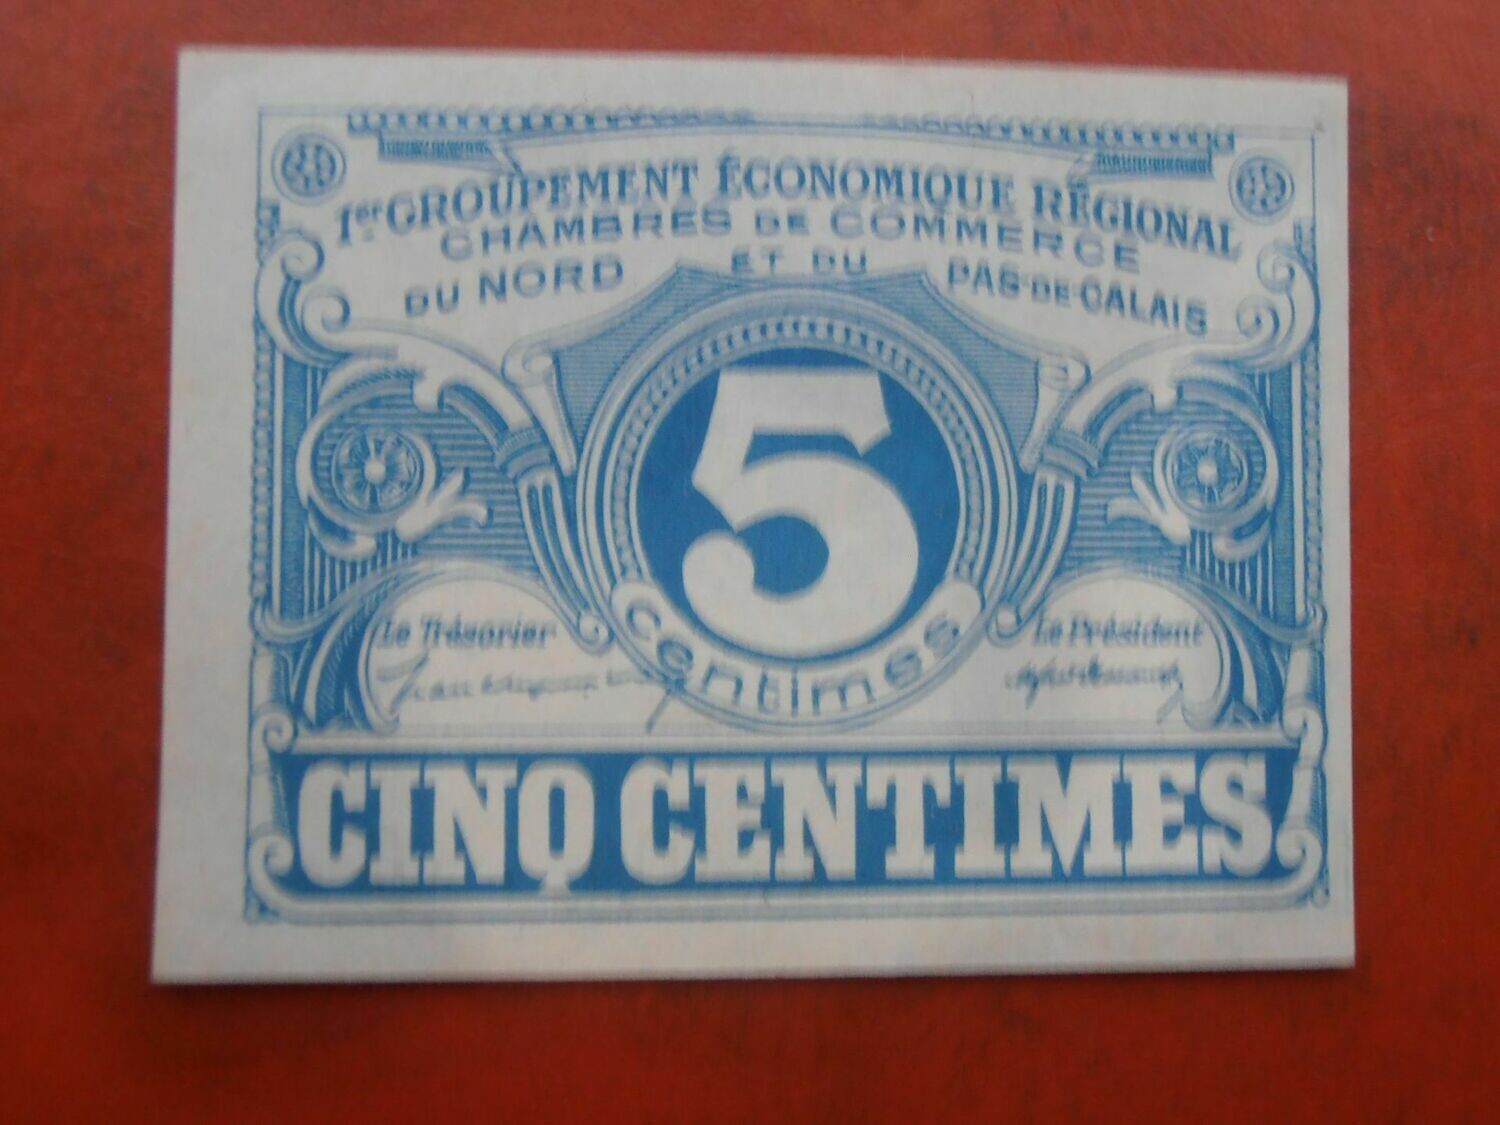 1er GROUPEMENT ÉCONOMIQUE RÉGIONAL
CHAMBRES DE COMMERCE
DU NORD ET DU PAS-DE-CALAIS
5
centimes
Le Trésorier
Le Président
CINQ CENTIMES